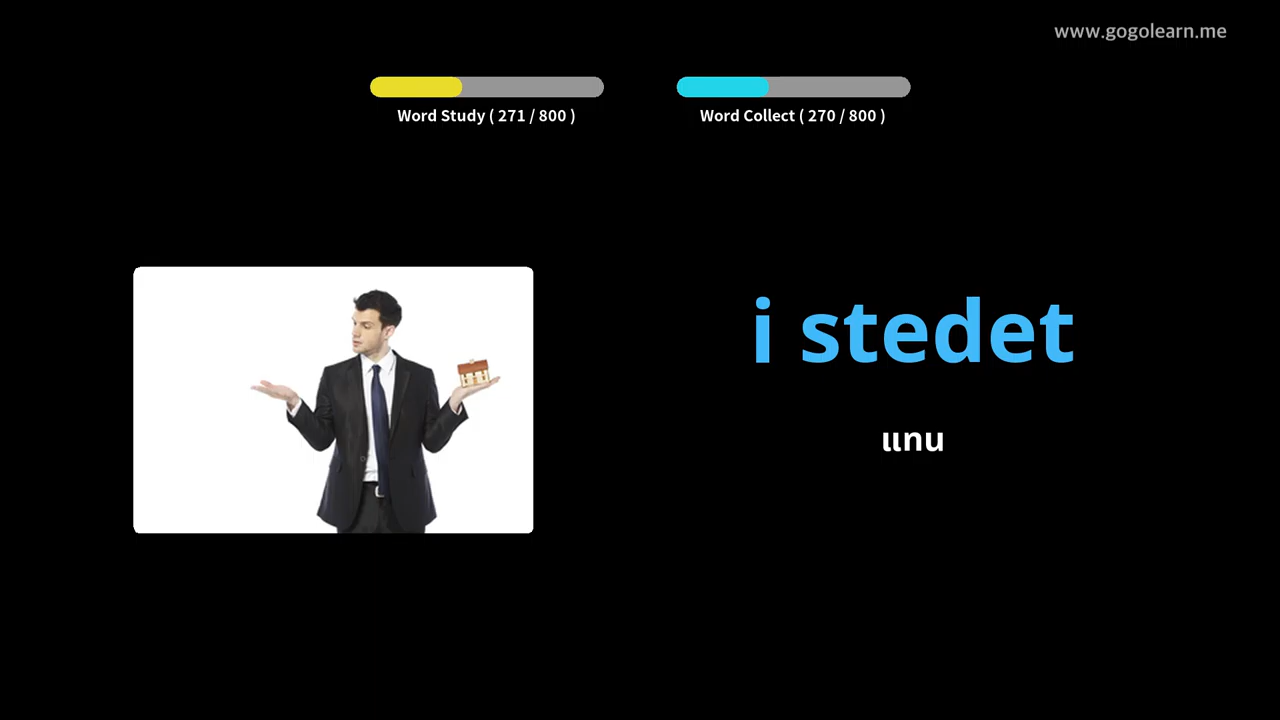 www.gogolearn.me
Word Study ( 271 / 800 )
Word Collect ( 270 / 800 )
i stedet
แทน